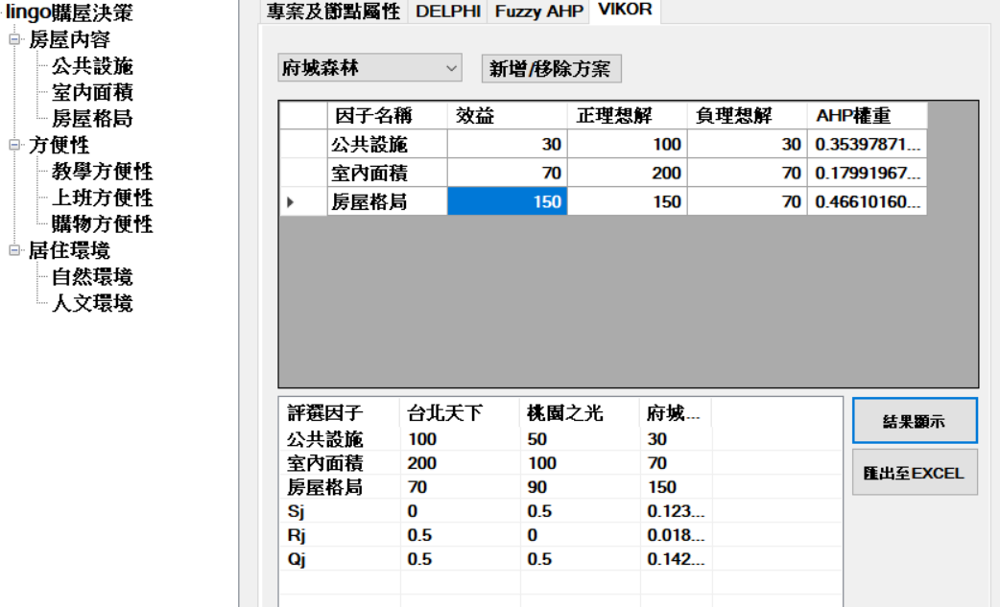 lingo購屋決策
房屋內容
公共設施
室內面積
房屋格局
方便性
教學方便性
上班方便性
購物方便性
居住環境
自然環境
人文環境
專案及節點屬性 DELPHI Fuzzy AHP VIKOR
府城森林 新增/移除方案
因子名稱 效益 正理想解 負理想解 AHP權重
公共設施 30 100 30 0.35397871...
室內面積 70 200 70 0.17991967...
房屋格局 150 150 70 0.46610160...
評選因子 台北天下 桃園之光 府城...
公共設施 100 50 30
室內面積 200 100 70
房屋格局 70 90 150
Sj 0 0.5 0.123...
Rj 0.5 0 0.018...
Qj 0.5 0.5 0.142...
結果顯示
匯出至EXCEL